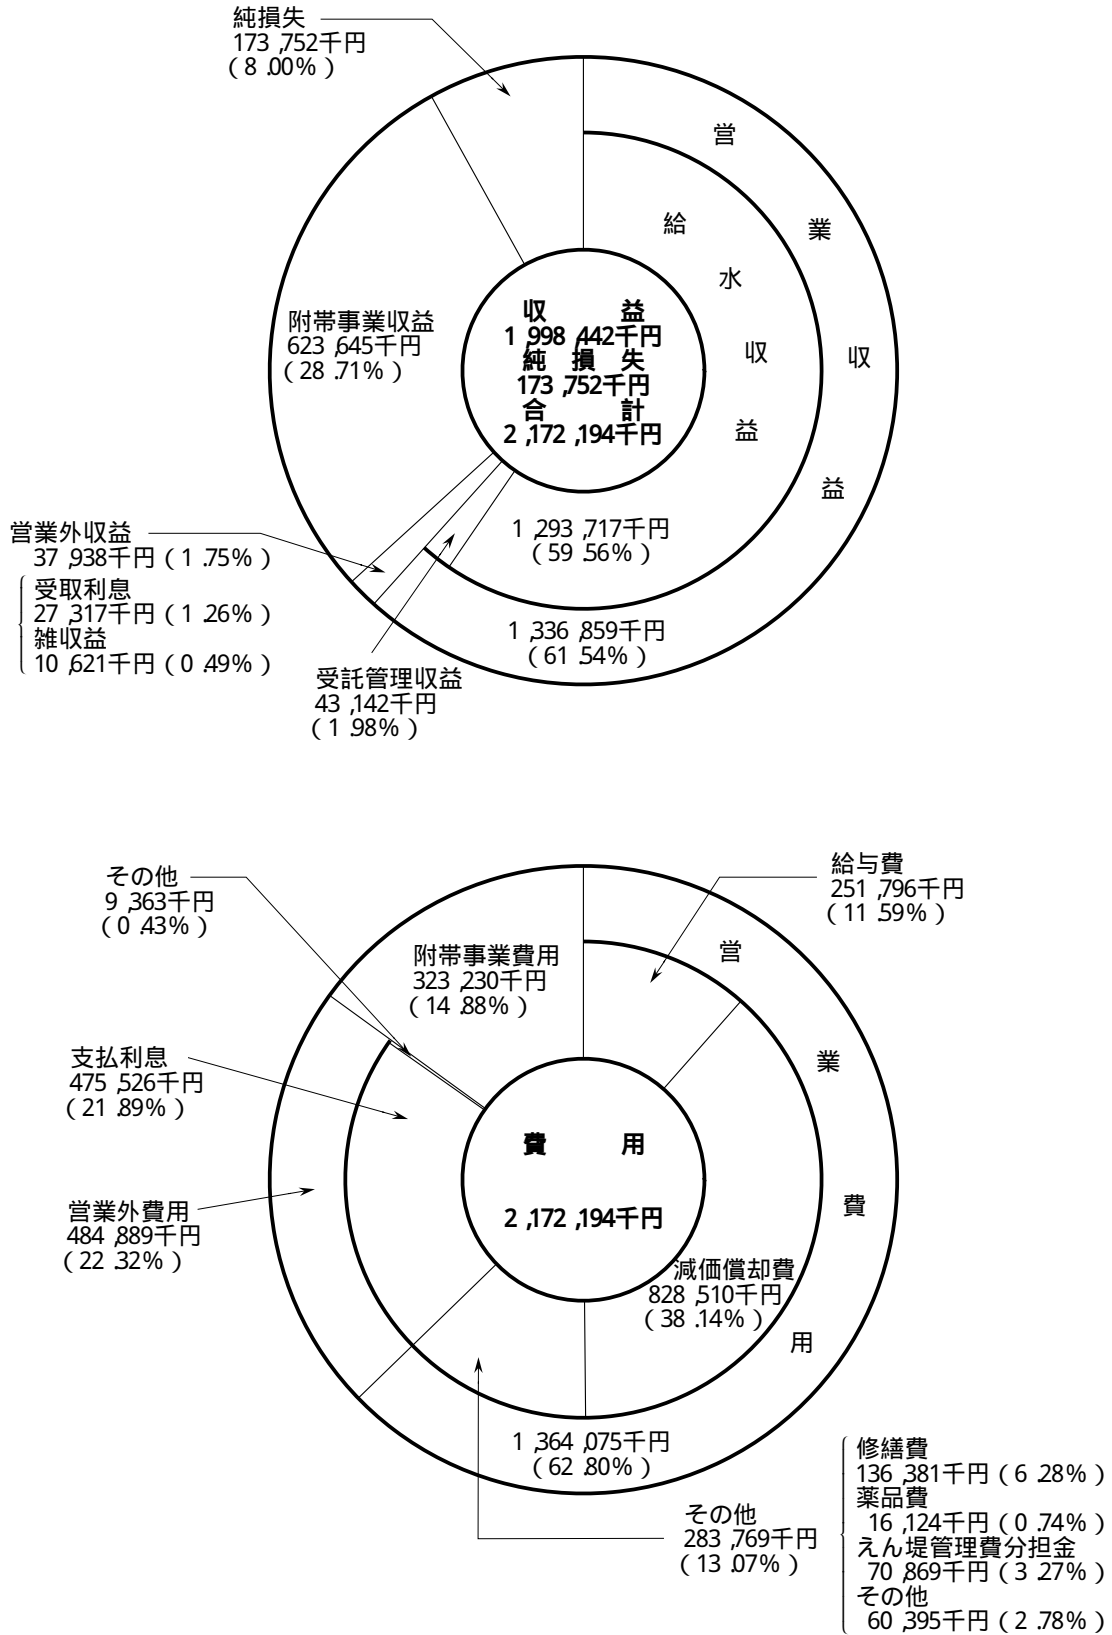 純損失
173,752千円
(8.00%)
営業収益
給水収益
収益
1,998,442千円
純損失
173,752千円
合計
2,172,194千円
附帯事業収益
623,645千円
(28.71%)
1,293,717千円
(59.56%)
営業外収益
37,938千円(1.75%)
受取利息
27,317千円(1.26%)
雑収益
10,621千円(0.49%)
1,336,859千円
(61.54%)
受託管理収益
43,142千円
(1.98%)
その他
9,363千円
(0.43%)
給与費
251,796千円
(11.59%)
営業費用
附帯事業費用
323,230千円
(14.88%)
支払利息
475,526千円
(21.89%)
費用
2,172,194千円
営業外費用
484,889千円
(22.32%)
減価償却費
828,510千円
(38.14%)
1,364,075千円
(62.80%)
その他
283,769千円
(13.07%)
修繕費
136,381千円(6.28%)
薬品費
16,124千円(0.74%)
えん堤管理費分担金
70,869千円(3.27%)
その他
60,395千円(2.78%)